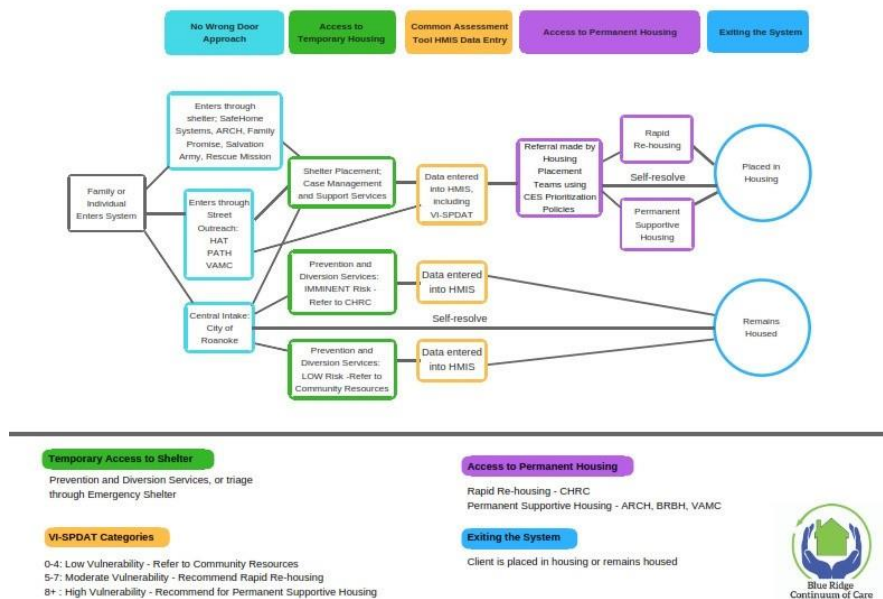 No Wrong Door
Approach
Access to
Temporary Housing
Common Assessment
Tool HMIS Data Entry
Access to Permanent Housing
Exiting the System
Family or
Individual
Enters System
Enters through
shelter; SafeHome
Systems, ARCH, Family
Promise, Salvation
Army, Rescue Mission
Enters through
Street
Outreach:
HAT
PATH
VAMC
Central Intake:
City of
Roanoke
Shelter Placement;
Case Management
and Support Services
Prevention and
Diversion Services:
IMMINENT Risk -
Refer to CHRC
Prevention and
Diversion Services:
LOW Risk -Refer to
Community Resources
Data entered
into HMIS,
including
VI-SPDAT
Data entered
into HMIS
Data entered
into HMIS
Referral made by
Housing
Placement
Teams using
CES Prioritization
Policies
Rapid
Re-housing
Self-resolve
Permanent
Supportive
Housing
Placed in
Housing
Self-resolve
Remains
Housed
Temporary Access to Shelter
Prevention and Diversion Services, or triage
through Emergency Shelter
VI-SPDAT Categories
0-4: Low Vulnerability - Refer to Community Resources
5-7: Moderate Vulnerability - Recommend Rapid Re-housing
8+ : High Vulnerability - Recommend for Permanent Supportive Housing
Access to Permanent Housing
Rapid Re-housing - CHRC
Permanent Supportive Housing - ARCH, BRBH, VAMC
Exiting the System
Client is placed in housing or remains housed
Blue Ridge
Continuum of Care